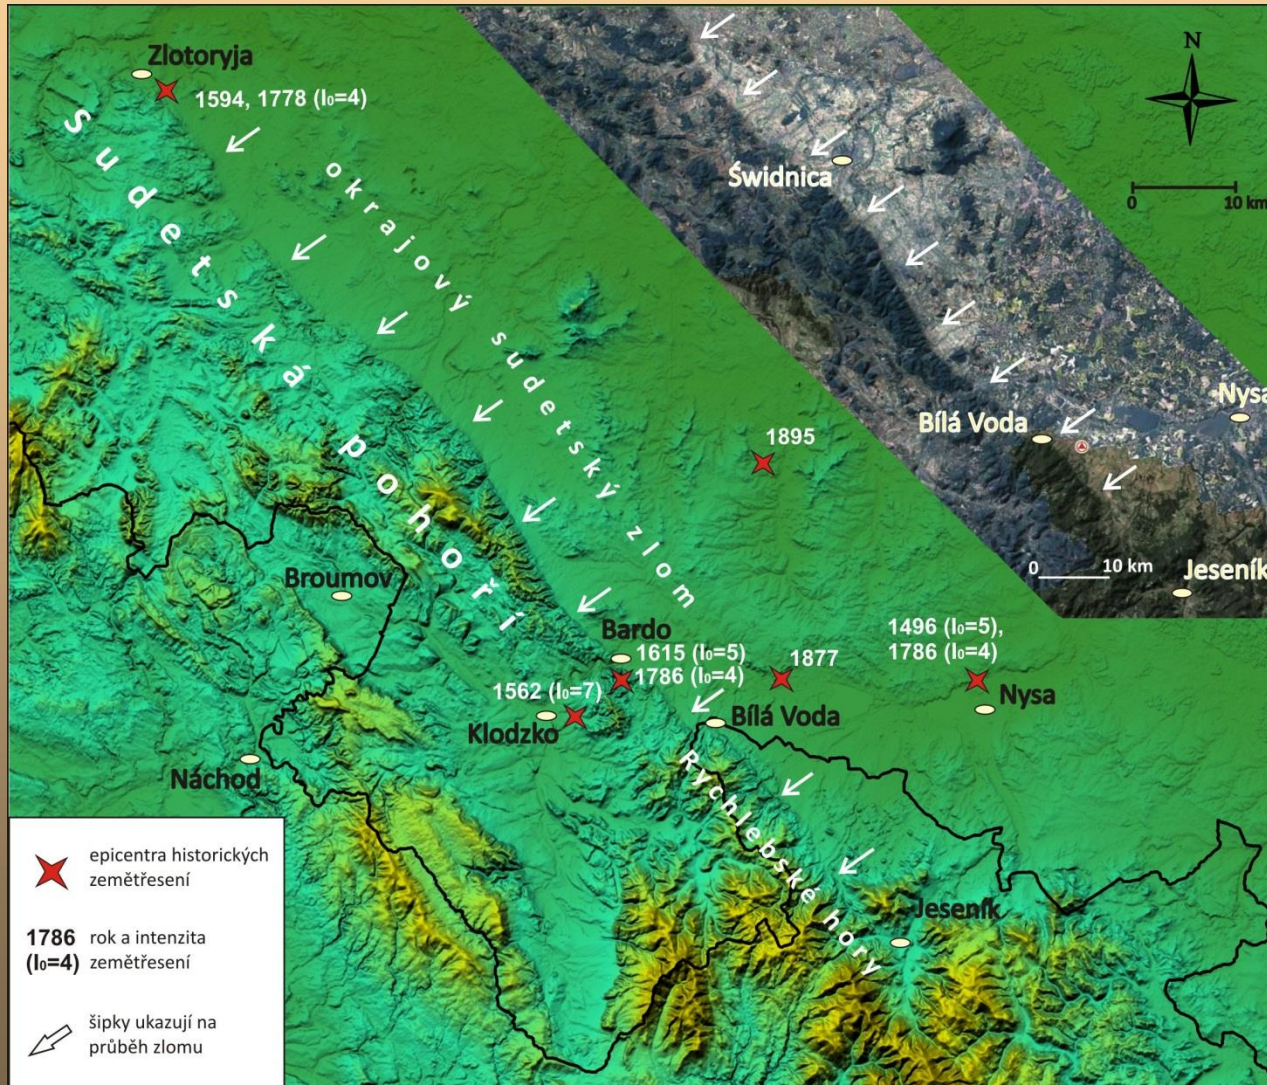 Zlotoryja
1594, 1778 (I₀=4)
Sudetská pohoří
okrajový sudetský zlom
N
0 10 km
Świdnica
Nysa
Bílá Voda
0 10 km
Jeseník
1895
Broumov
Bardo
1615 (I₀=5)
1786 (I₀=4)
1877
1496 (I₀=5),
1786 (I₀=4)
Nysa
1562 (I₀=7)
Klodzko
Bílá Voda
Náchod
Rychlebské hory
Jeseník
epicentra historických
zemětřesení
1786 rok a intenzita
(I₀=4) zemětřesení
šipky ukazují na
průběh zlomu